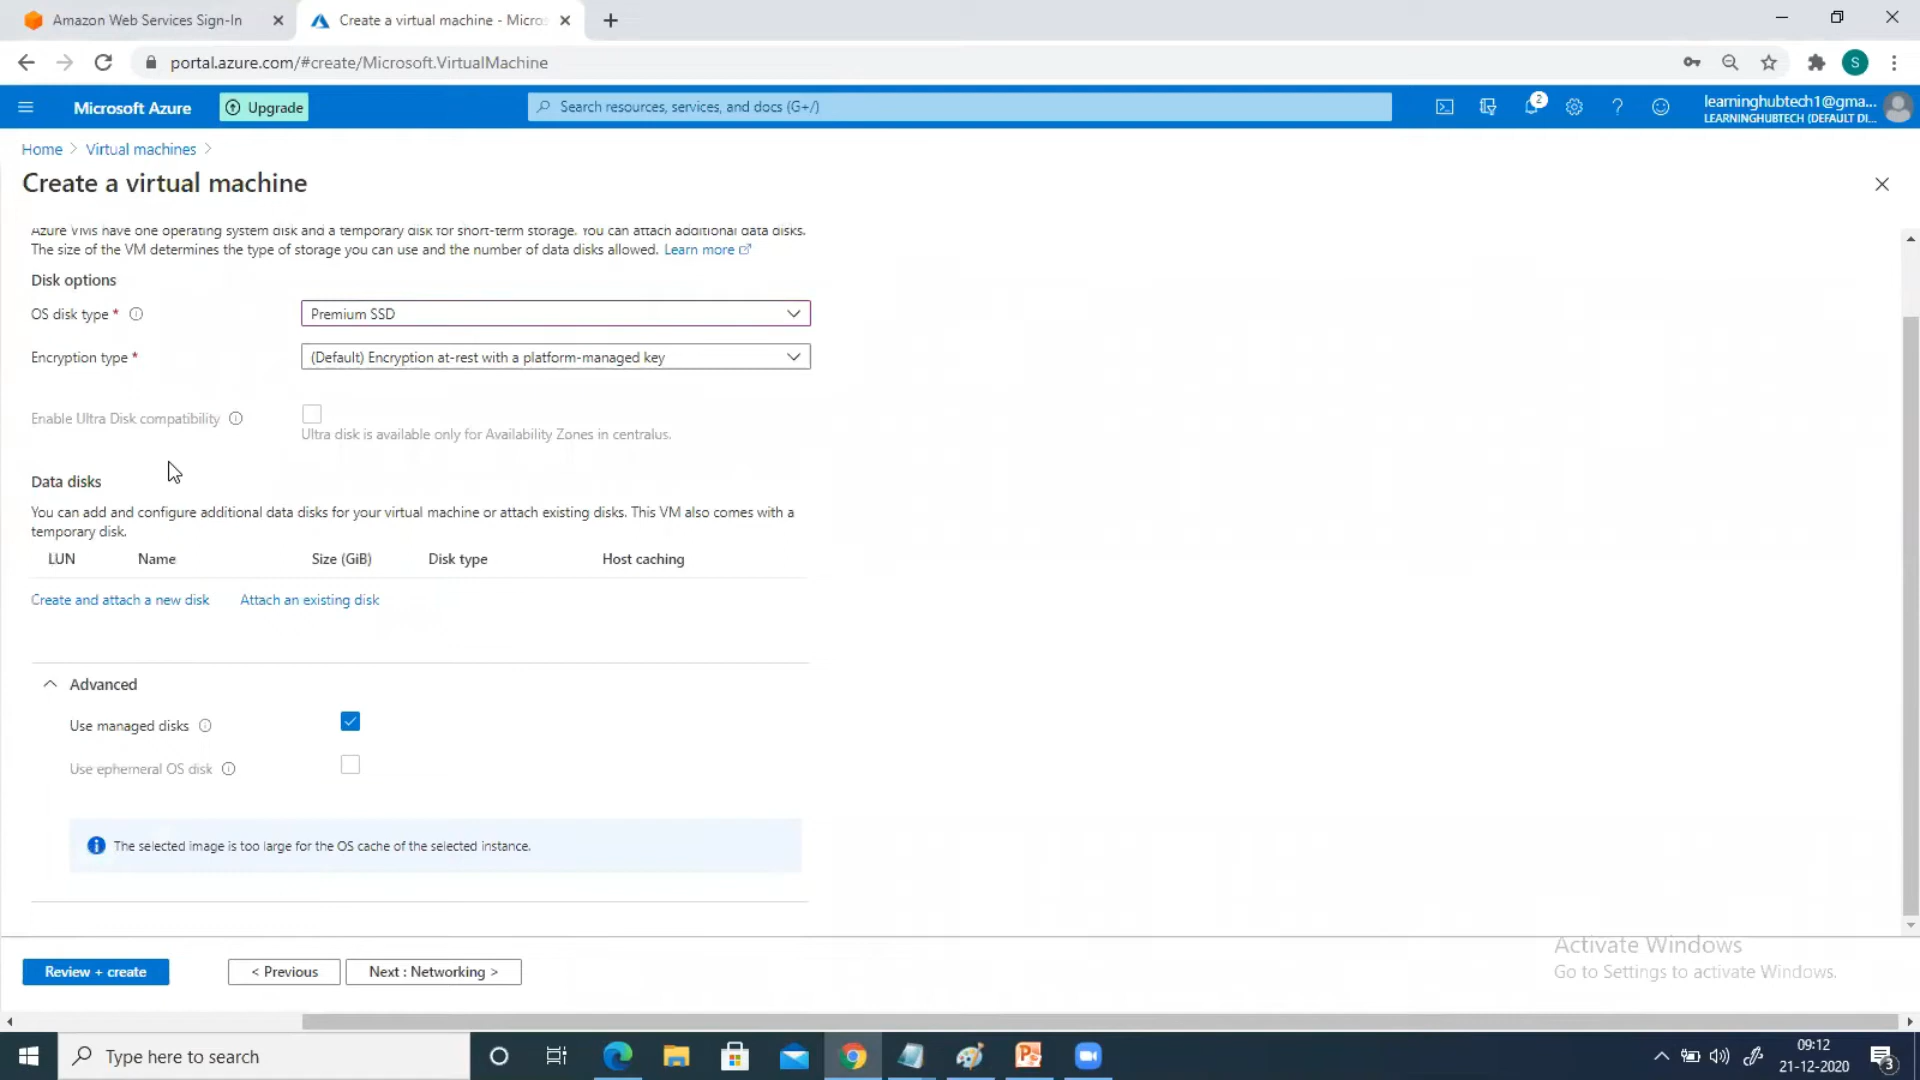 Amazon Web Services Sign-In
Create a virtual machine - Micros
portal.azure.com/#create/Microsoft.VirtualMachine
S
Microsoft Azure
Upgrade
Search resources, services, and docs (G+/)
2
learninghubtech1@gma...
LEARNINGHUBTECH (DEFAULT DI...
Home > Virtual machines >
Create a virtual machine
Azure VMs have one operating system disk and a temporary disk for short-term storage. You can attach additional data disks.
The size of the VM determines the type of storage you can use and the number of data disks allowed. Learn more
Disk options
OS disk type *
Premium SSD
Encryption type *
(Default) Encryption at-rest with a platform-managed key
Enable Ultra Disk compatibility
Ultra disk is available only for Availability Zones in centralus.
Data disks
You can add and configure additional data disks for your virtual machine or attach existing disks. This VM also comes with a
temporary disk.
LUN Name Size (GiB) Disk type Host caching
Create and attach a new disk Attach an existing disk
Advanced
Use managed disks
Use ephemeral OS disk
The selected image is too large for the OS cache of the selected instance.
Activate Windows
Go to Settings to activate Windows.
Review + create
< Previous
Next : Networking >
Type here to search
09:12
21-12-2020
3